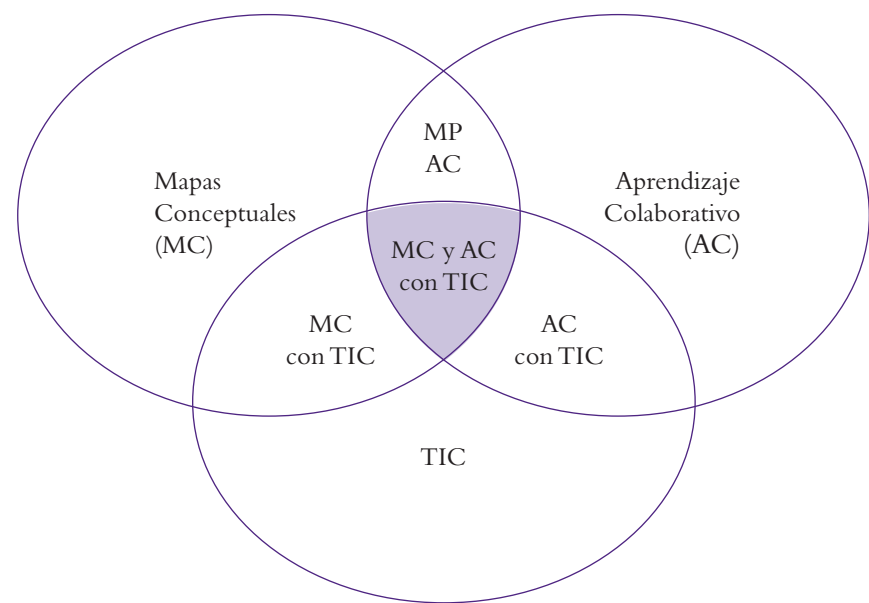 MP
AC
Mapas
Conceptuales
(MC)
Aprendizaje
Colaborativo
(AC)
MC y AC
con TIC
MC
con TIC
AC
con TIC
TIC